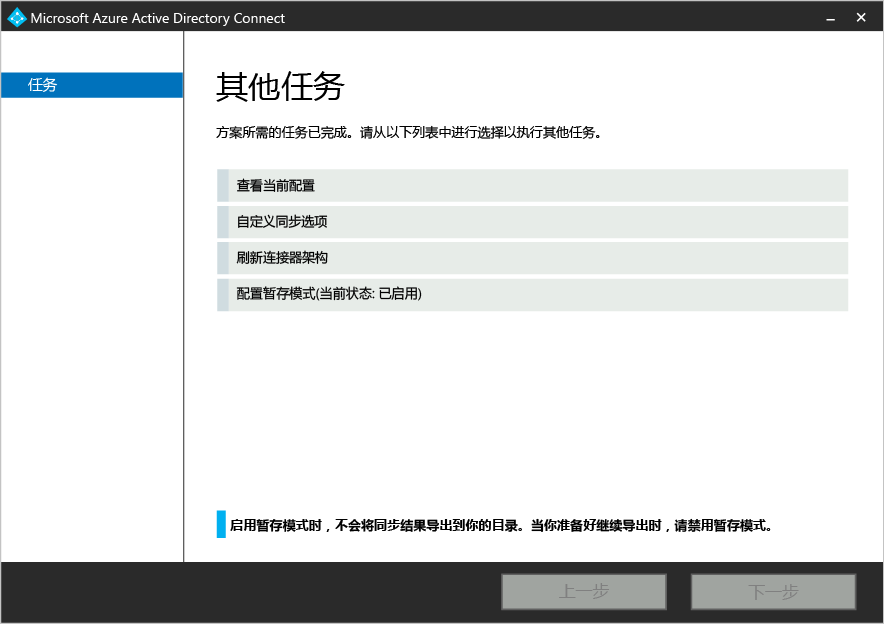 Microsoft Azure Active Directory Connect
任务
其他任务
方案所需的任务已完成。请从以下列表中进行选择以执行其他任务。
查看当前配置
自定义同步选项
刷新连接器架构
配置暂存模式(当前状态: 已启用)
启用暂存模式时，不会将同步结果导出到你的目录。当你准备好继续导出时，请禁用暂存模式。
上一步
下一步